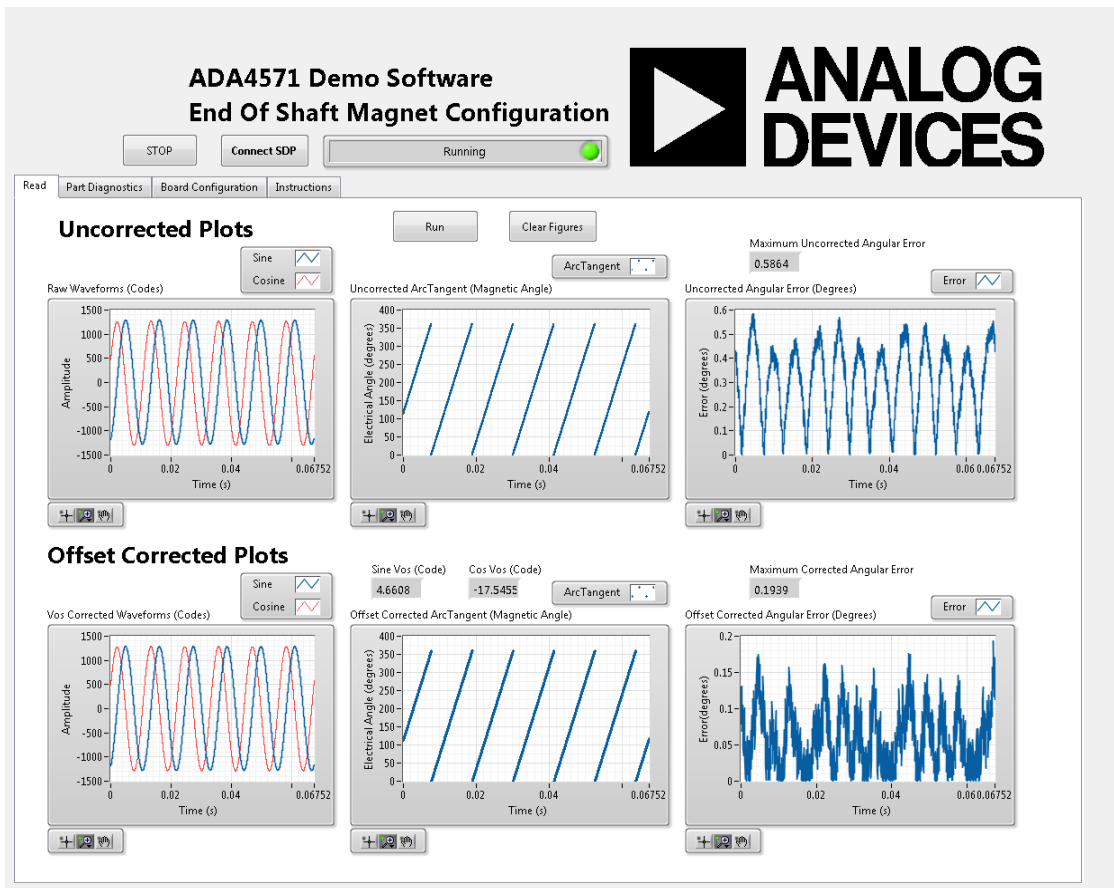 ADA4571 Demo Software
End Of Shaft Magnet Configuration
ANALOG
DEVICES
STOP
Connect SDP
Running
Read
Part Diagnostics
Board Configuration
Instructions
Uncorrected Plots
Run
Clear Figures
Sine
Cosine
ArcTangent
Maximum Uncorrected Angular Error
0.5864
Error
Raw Waveforms (Codes)
1500
1000
500
0
-500
-1000
-1500
Amplitude
0 0.02 0.04 0.06752
Time (s)
Uncorrected ArcTangent (Magnetic Angle)
400
350
300
250
200
150
100
50
0
Electrical Angle (degrees)
0 0.02 0.04 0.06752
Time (s)
Uncorrected Angular Error (Degrees)
0.6
0.5
0.4
0.3
0.2
0.1
0
Error (degrees)
0 0.02 0.04 0.06 0.06752
Time (s)
Offset Corrected Plots
Sine
Cosine
Sine Vos (Code)
4.6608
Cos Vos (Code)
-17.5455
ArcTangent
Maximum Corrected Angular Error
0.1939
Error
Vos Corrected Waveforms (Codes)
1500
1000
500
0
-500
-1000
-1500
Amplitude
0 0.02 0.04 0.06752
Time (s)
Offset Corrected ArcTangent (Magnetic Angle)
400
350
300
250
200
150
100
50
0
Electrical Angle (degrees)
0 0.02 0.04 0.06752
Time (s)
Offset Corrected Angular Error (Degrees)
0.2
0.15
0.1
0.05
0
Error(degrees)
0 0.02 0.04 0.06 0.06752
Time (s)